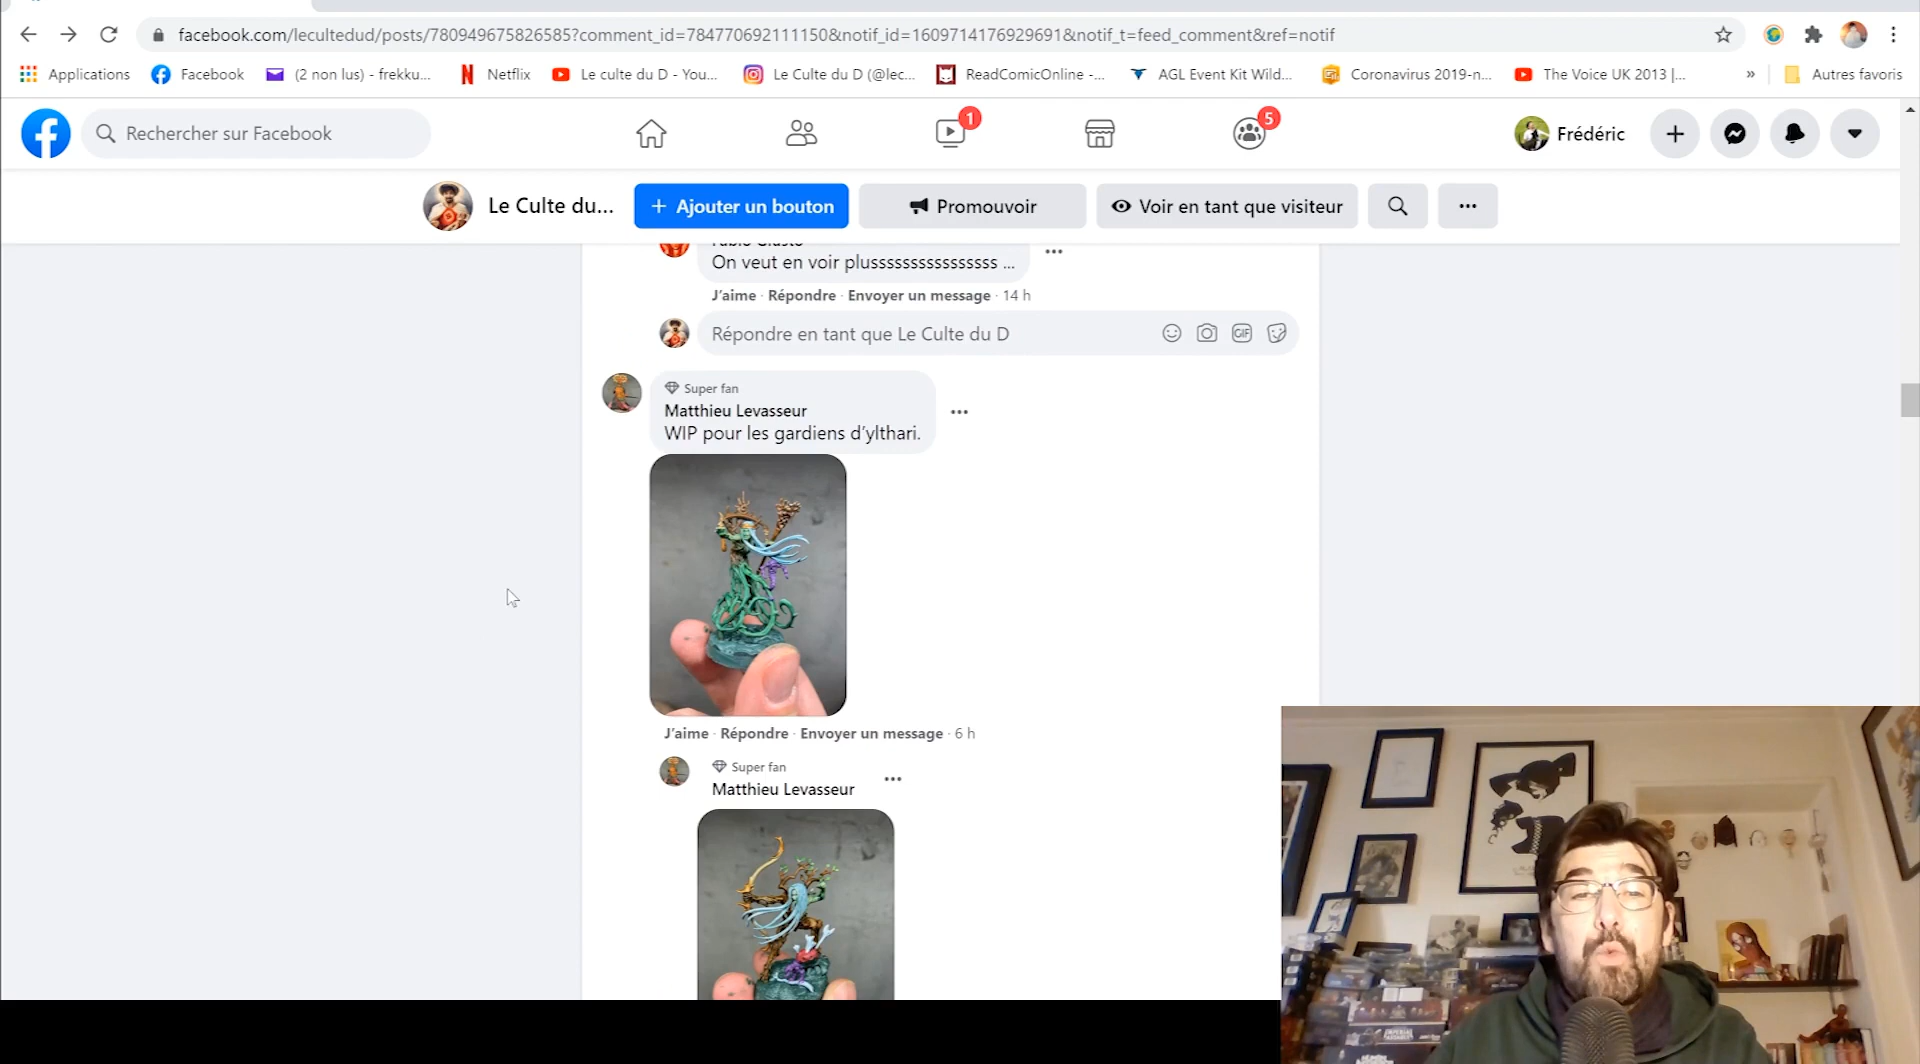 facebook.com/lecultedud/posts/780949675826585?comment_id=784770692111150&notif_id=1609714176929691&notif_t=feed_comment&ref=notif
Applications
Facebook
(2 non lus) - frekku...
Netflix
Le culte du D - You...
Le Culte du D (@lec...
ReadComicOnline -...
AGL Event Kit Wild...
Coronavirus 2019-n...
The Voice UK 2013 |...
»
Autres favoris
Rechercher sur Facebook
1
5
Frédéric
Le Culte du...
+ Ajouter un bouton
Promouvoir
Voir en tant que visiteur
On veut en voir plusssssssssssssssss ...
J'aime · Répondre · Envoyer un message · 14 h
Répondre en tant que Le Culte du D
GIF
Super fan
Matthieu Levasseur
WIP pour les gardiens d'ylthari.
J'aime · Répondre · Envoyer un message · 6 h
Super fan
Matthieu Levasseur